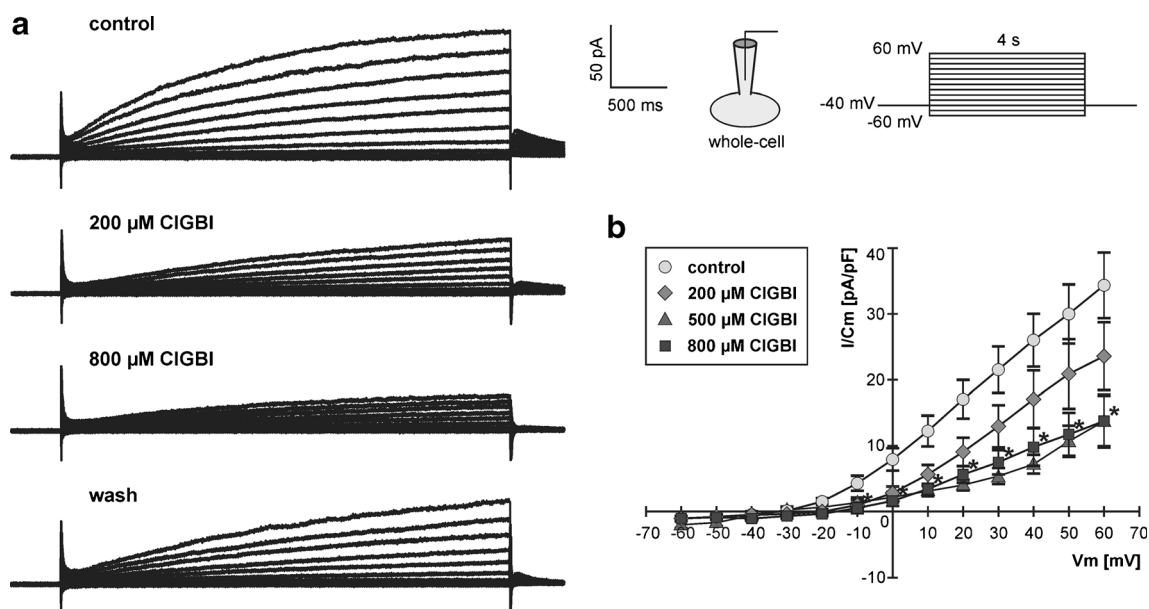 a
control
50 pA
500 ms
whole-cell
60 mV
4 s
-40 mV
-60 mV
200 µM ClGBI
800 µM ClGBI
wash
b
control
200 µM ClGBI
500 µM ClGBI
800 µM ClGBI
I/Cm [pA/pF]
40
30
20
10
0
-10
-70 -60 -50 -40 -30 -20 -10 10 20 30 40 50 60 70
Vm [mV]
* * * * * * * *